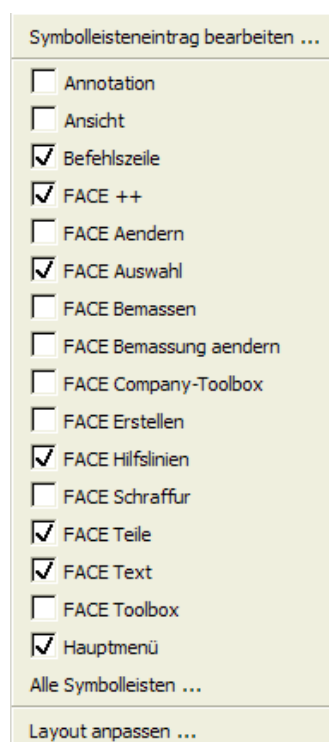 Symbolleisteneintrag bearbeiten ...
Annotation
Ansicht
Befehlszeile
FACE ++
FACE Aendern
FACE Auswahl
FACE Bemassen
FACE Bemassung aendern
FACE Company-Toolbox
FACE Erstellen
FACE Hilfslinien
FACE Schraffur
FACE Teile
FACE Text
FACE Toolbox
Hauptmenü
Alle Symbolleisten ...
Layout anpassen ...